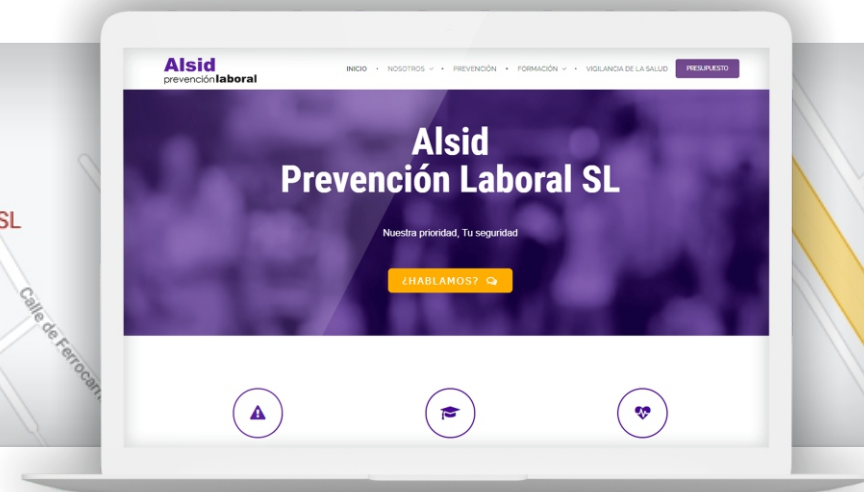 Alsid
prevenciónlaboral
INICIO • NOSOTROS • PREVENCIÓN • FORMACIÓN • VIGILANCIA DE LA SALUD
PRESUPUESTO
Alsid
Prevención Laboral SL
Nuestra prioridad, Tu seguridad
¿HABLAMOS?
SL
Calle de Ferrocarri